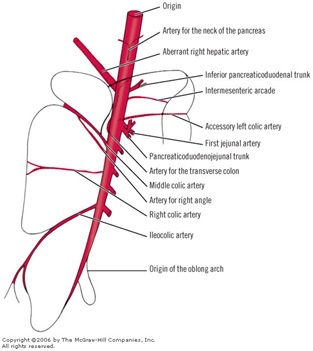 Origin
Artery for the neck of the pancreas
Aberrant right hepatic artery
Inferior pancreaticoduodenal trunk
Intermesenteric arcade
Accessory left colic artery
First jejunal artery
Pancreaticoduodenojejunal trunk
Artery for the transverse colon
Middle colic artery
Artery for right angle
Right colic artery
Ileocolic artery
Origin of the oblong arch
Copyright ©2006 by The McGraw-Hill Companies, Inc.
All rights reserved.